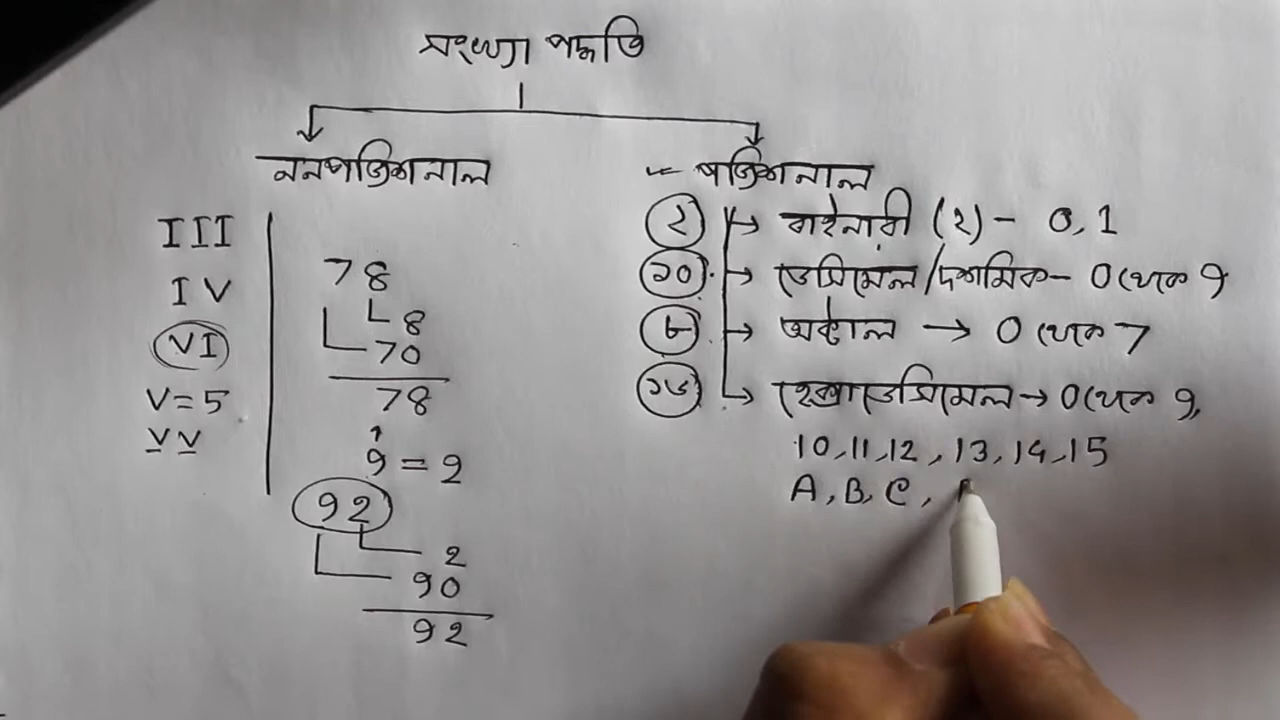 সংখ্যা পদ্ধতি
ননপজিশনাল
III
IV
VI
V=5
V V
78
8
70
78
9 = 9
92
2
90
92
পজিশনাল
২ → বাইনারী (২) - 0, 1
১০ → ডেসিমেল/দশমিক - 0 থেকে 9
৮ → অক্টাল → 0 থেকে 7
১৬ → হেক্সাডেসিমেল → 0 থেকে 9,
10, 11, 12, 13, 14, 15
A, B, C,